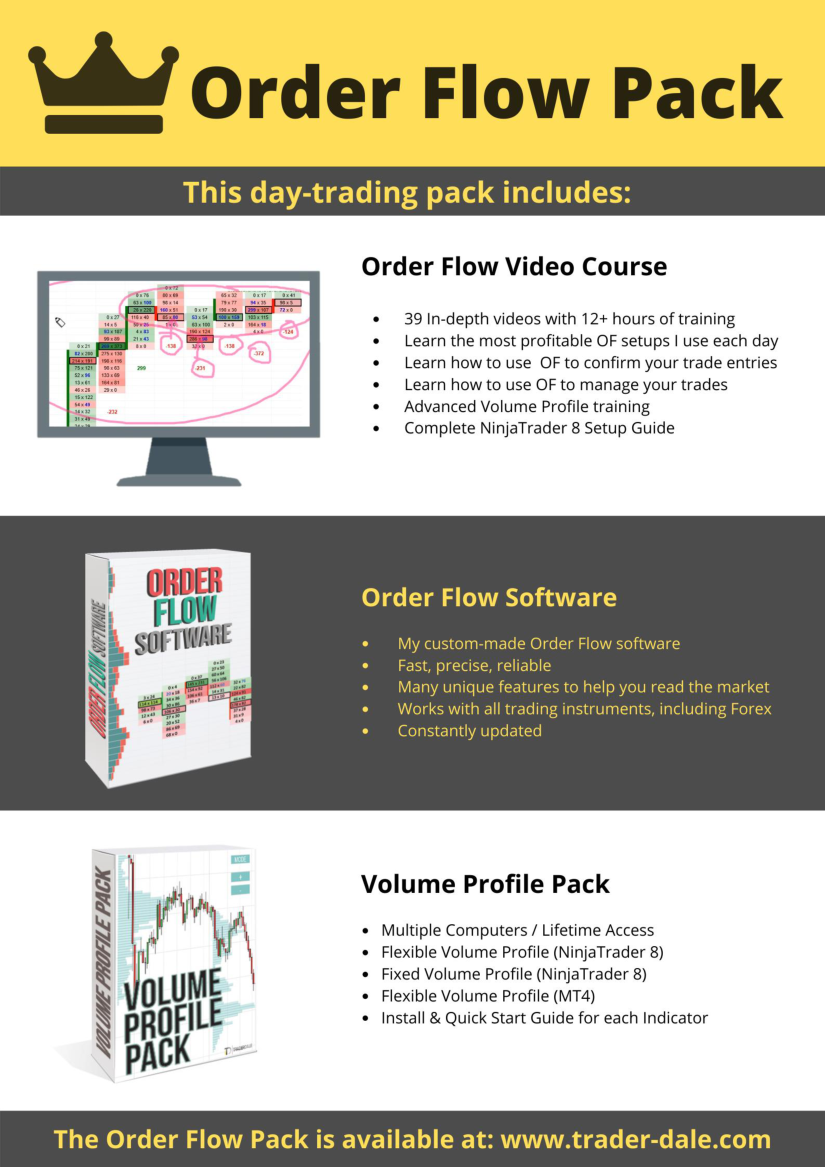 Order Flow Pack
This day-trading pack includes:
Order Flow Video Course
39 In-depth videos with 12+ hours of training
Learn the most profitable OF setups I use each day
Learn how to use  OF to confirm your trade entries
Learn how to use OF to manage your trades
Advanced Volume Profile training
Complete NinjaTrader 8 Setup Guide
ORDER
FLOW
SOFTWARE
ORDER FLOW SOFTWARE
Order Flow Software
My custom-made Order Flow software
Fast, precise, reliable
Many unique features to help you read the market
Works with all trading instruments, including Forex
Constantly updated
VOLUME PROFILE PACK
VOLUME
PROFILE
PACK
Volume Profile Pack
Multiple Computers / Lifetime Access
Flexible Volume Profile (NinjaTrader 8)
Fixed Volume Profile (NinjaTrader 8)
Flexible Volume Profile (MT4)
Install & Quick Start Guide for each Indicator
The Order Flow Pack is available at: www.trader-dale.com